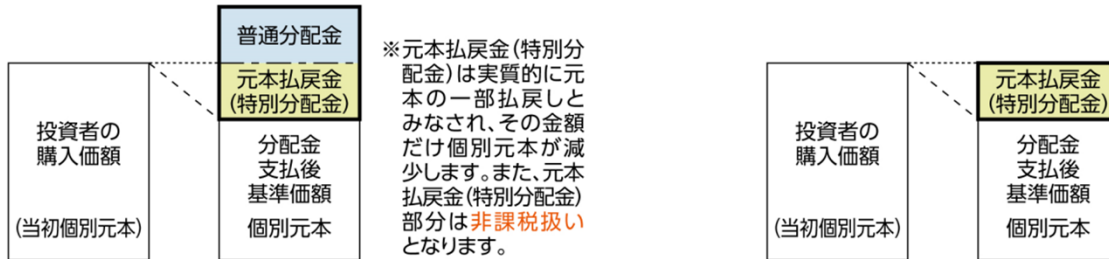 普通分配金
元本払戻金
(特別分配金)
投資者の
購入価額
(当初個別元本)
分配金
支払後
基準価額
個別元本
※元本払戻金(特別分
配金)は実質的に元
本の一部払戻しと
みなされ、その金額
だけ個別元本が減
少します。また、元本
払戻金(特別分配金)
部分は非課税扱い
となります。
投資者の
購入価額
(当初個別元本)
元本払戻金
(特別分配金)
分配金
支払後
基準価額
個別元本